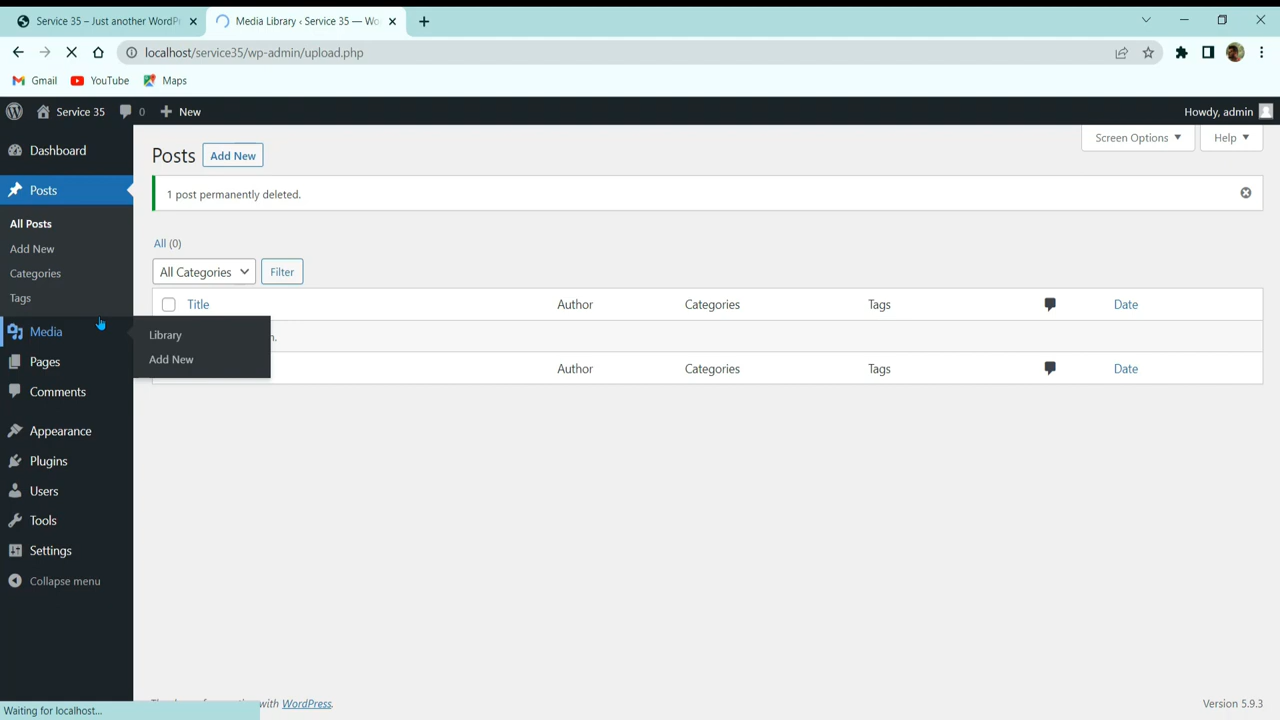 Service 35 – Just another WordPr
Media Library ‹ Service 35 — Wo
localhost/service35/wp-admin/upload.php
Gmail
YouTube
Maps
Service 35
0
New
Howdy, admin
Dashboard
Posts
All Posts
Add New
Categories
Tags
Media
Library
Add New
Pages
Comments
Appearance
Plugins
Users
Tools
Settings
Collapse menu
Posts
Add New
Screen Options
Help
1 post permanently deleted.
All (0)
All Categories
Filter
Title
Author
Categories
Tags
Date
Author
Categories
Tags
Date
with WordPress.
Version 5.9.3
Waiting for localhost...